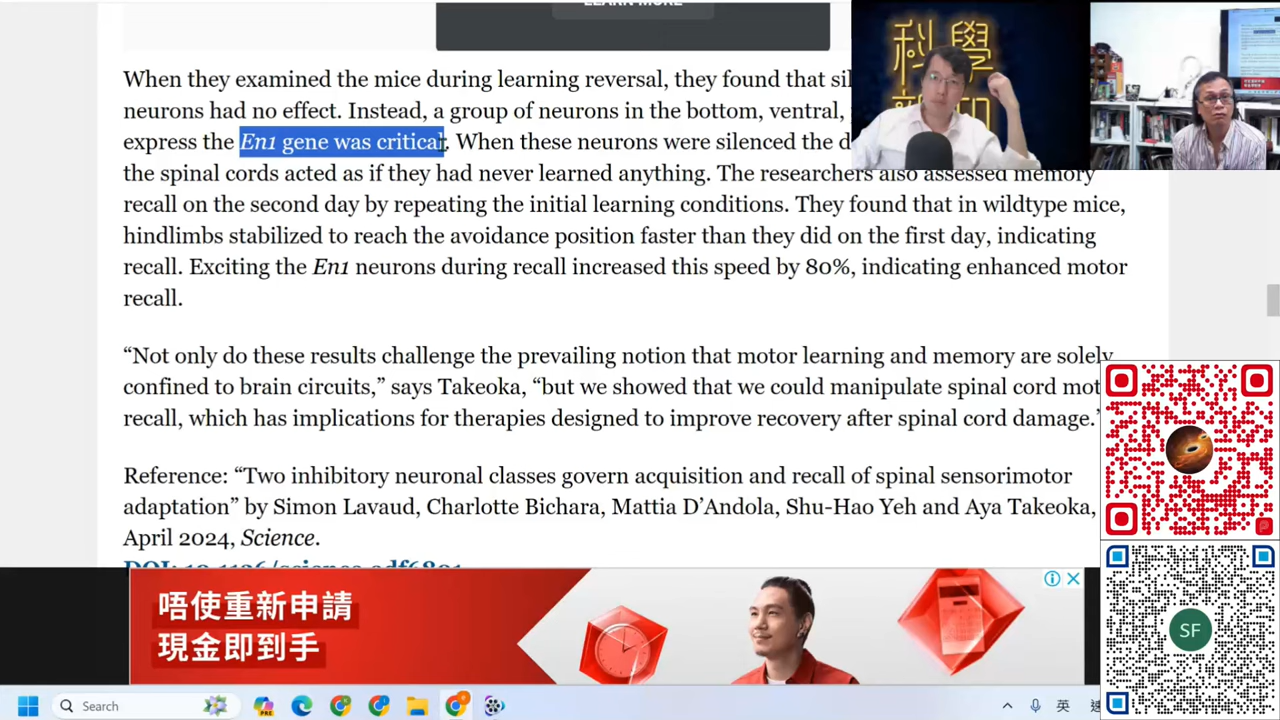 LEARN MORE
When they examined the mice during learning reversal, they found that sil
neurons had no effect. Instead, a group of neurons in the bottom, ventral,
express the En1 gene was critical. When these neurons were silenced the d
the spinal cords acted as if they had never learned anything. The researchers also assessed memory
recall on the second day by repeating the initial learning conditions. They found that in wildtype mice,
hindlimbs stabilized to reach the avoidance position faster than they did on the first day, indicating
recall. Exciting the En1 neurons during recall increased this speed by 80%, indicating enhanced motor
recall.
“Not only do these results challenge the prevailing notion that motor learning and memory are solely
confined to brain circuits,” says Takeoka, “but we showed that we could manipulate spinal cord mot
recall, which has implications for therapies designed to improve recovery after spinal cord damage.”
Reference: “Two inhibitory neuronal classes govern acquisition and recall of spinal sensorimotor
adaptation” by Simon Lavaud, Charlotte Bichara, Mattia D’Andola, Shu-Hao Yeh and Aya Takeoka,
April 2024, Science.
唔使重新申請
現金即到手
科學
SF
Search
PRE
英